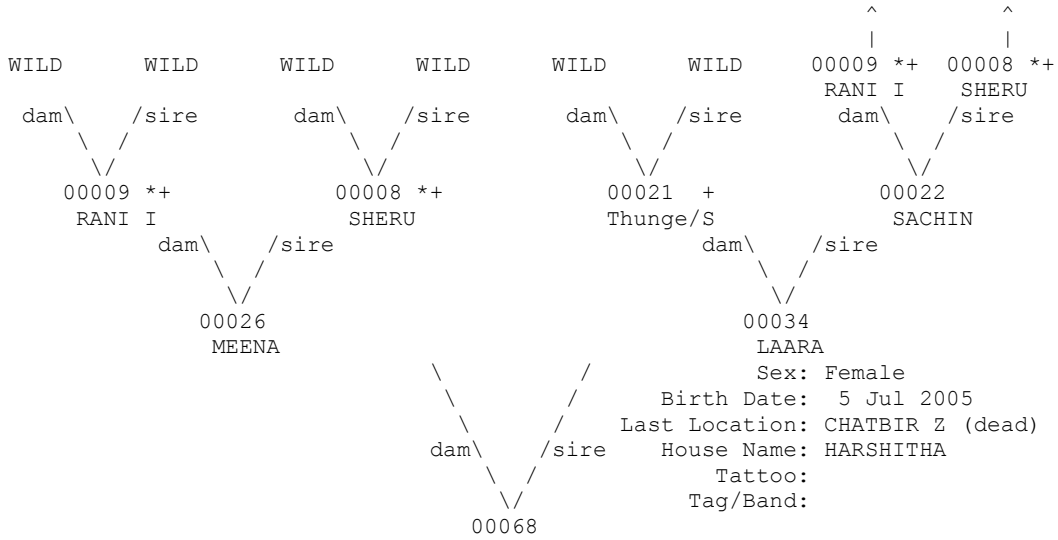 ^ ^
| |
WILD WILD WILD WILD WILD WILD 00009 *+ 00008 *+
RANI I SHERU
dam\ /sire dam\ /sire dam\ /sire dam\ /sire
\ / \ / \ / \ /
\/ \/ \/ \/
00009 *+ 00008 *+ 00021 + 00022
RANI I SHERU Thunge/S SACHIN
dam\ /sire dam\ /sire
\ / \ /
\/ \/
00026 00034
MEENA LAARA
\ / Sex: Female
\ / Birth Date: 5 Jul 2005
\ / Last Location: CHATBIR Z (dead)
dam\ /sire House Name: HARSHITHA
\ / Tattoo:
\/ Tag/Band:
00068